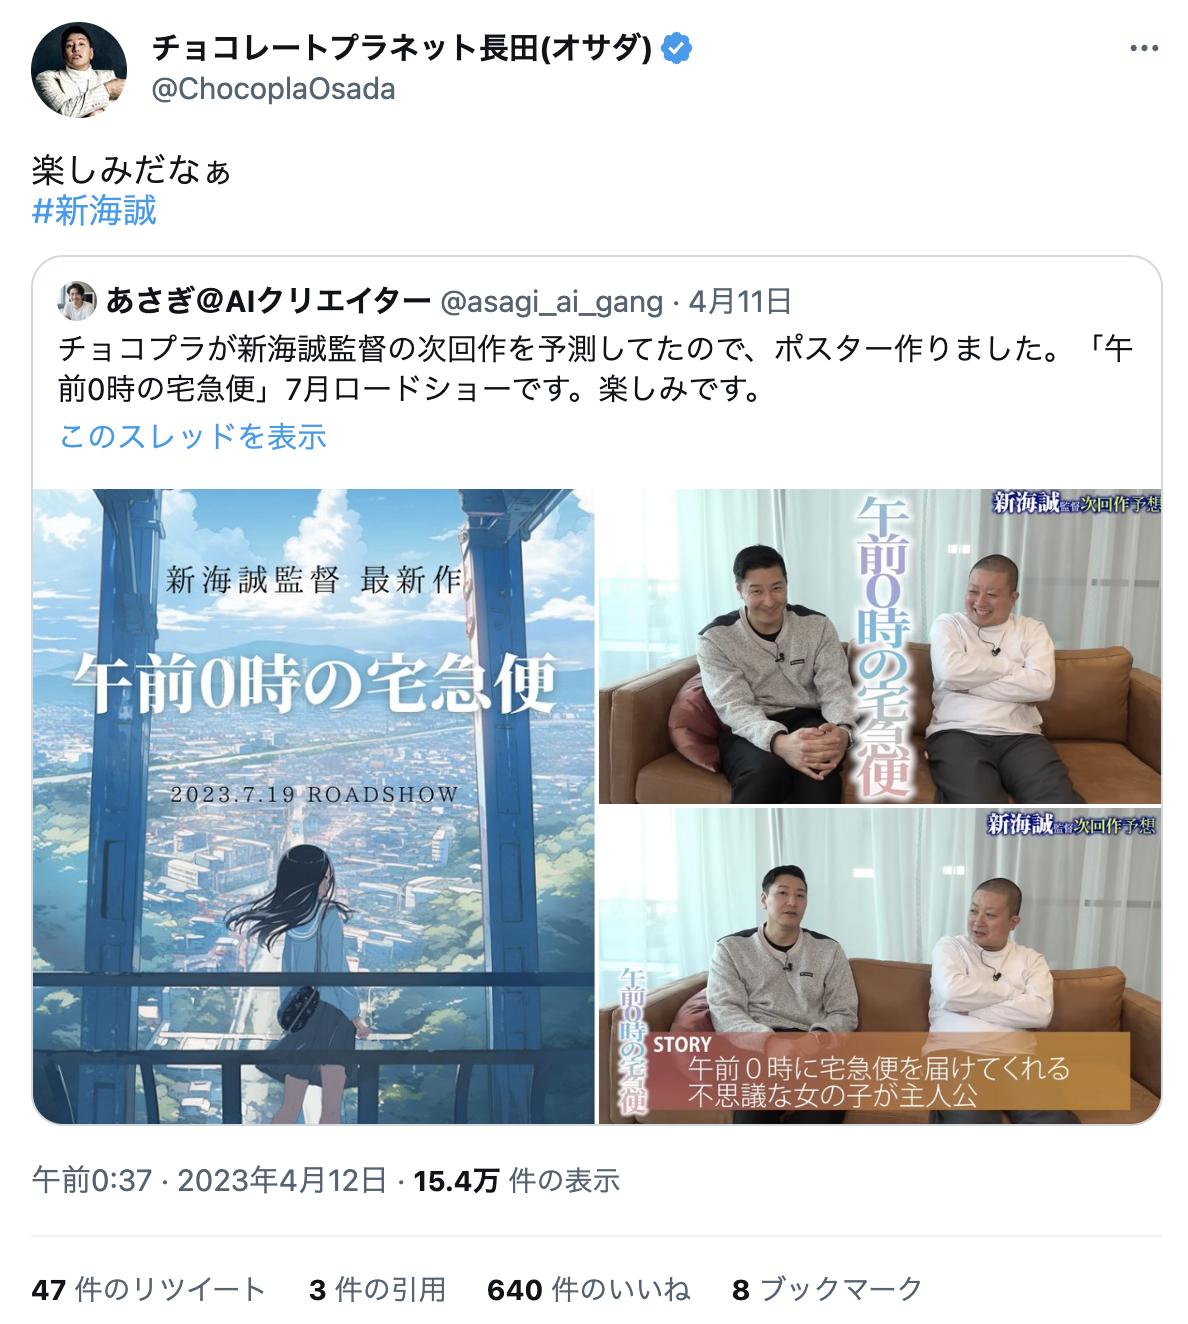 チョコレートプラネット長田(オサダ)
@ChocoplaOsada
楽しみだなぁ
#新海誠
あさぎ@AIクリエイター @asagi_ai_gang · 4月11日
チョコプラが新海誠監督の次回作を予測してたので、ポスター作りました。「午
前0時の宅急便」7月ロードショーです。楽しみです。
このスレッドを表示
新海誠監督 最新作
午前0時の宅急便
2023.7.19 ROADSHOW
新海誠監督次回作予想
午前0時の宅急便
新海誠監督次回作予想
午前0時の宅急便
STORY
午前0時に宅急便を届けてくれる
不思議な女の子が主人公
午前0:37 · 2023年4月12日 · 15.4万 件の表示
47 件のリツイート 3 件の引用 640 件のいいね 8 ブックマーク